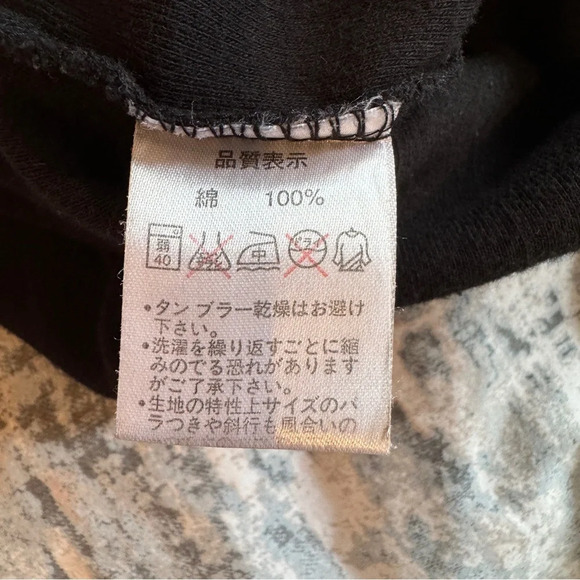 品質表示
綿 100%
弱 40 中 ドライ
・タンブラー乾燥はお避け
下さい。
・洗濯を繰り返すごとに縮
みのでる恐れがあります
がご了承下さい。
・生地の特性上サイズのバ
ラつきや斜行も風合いの